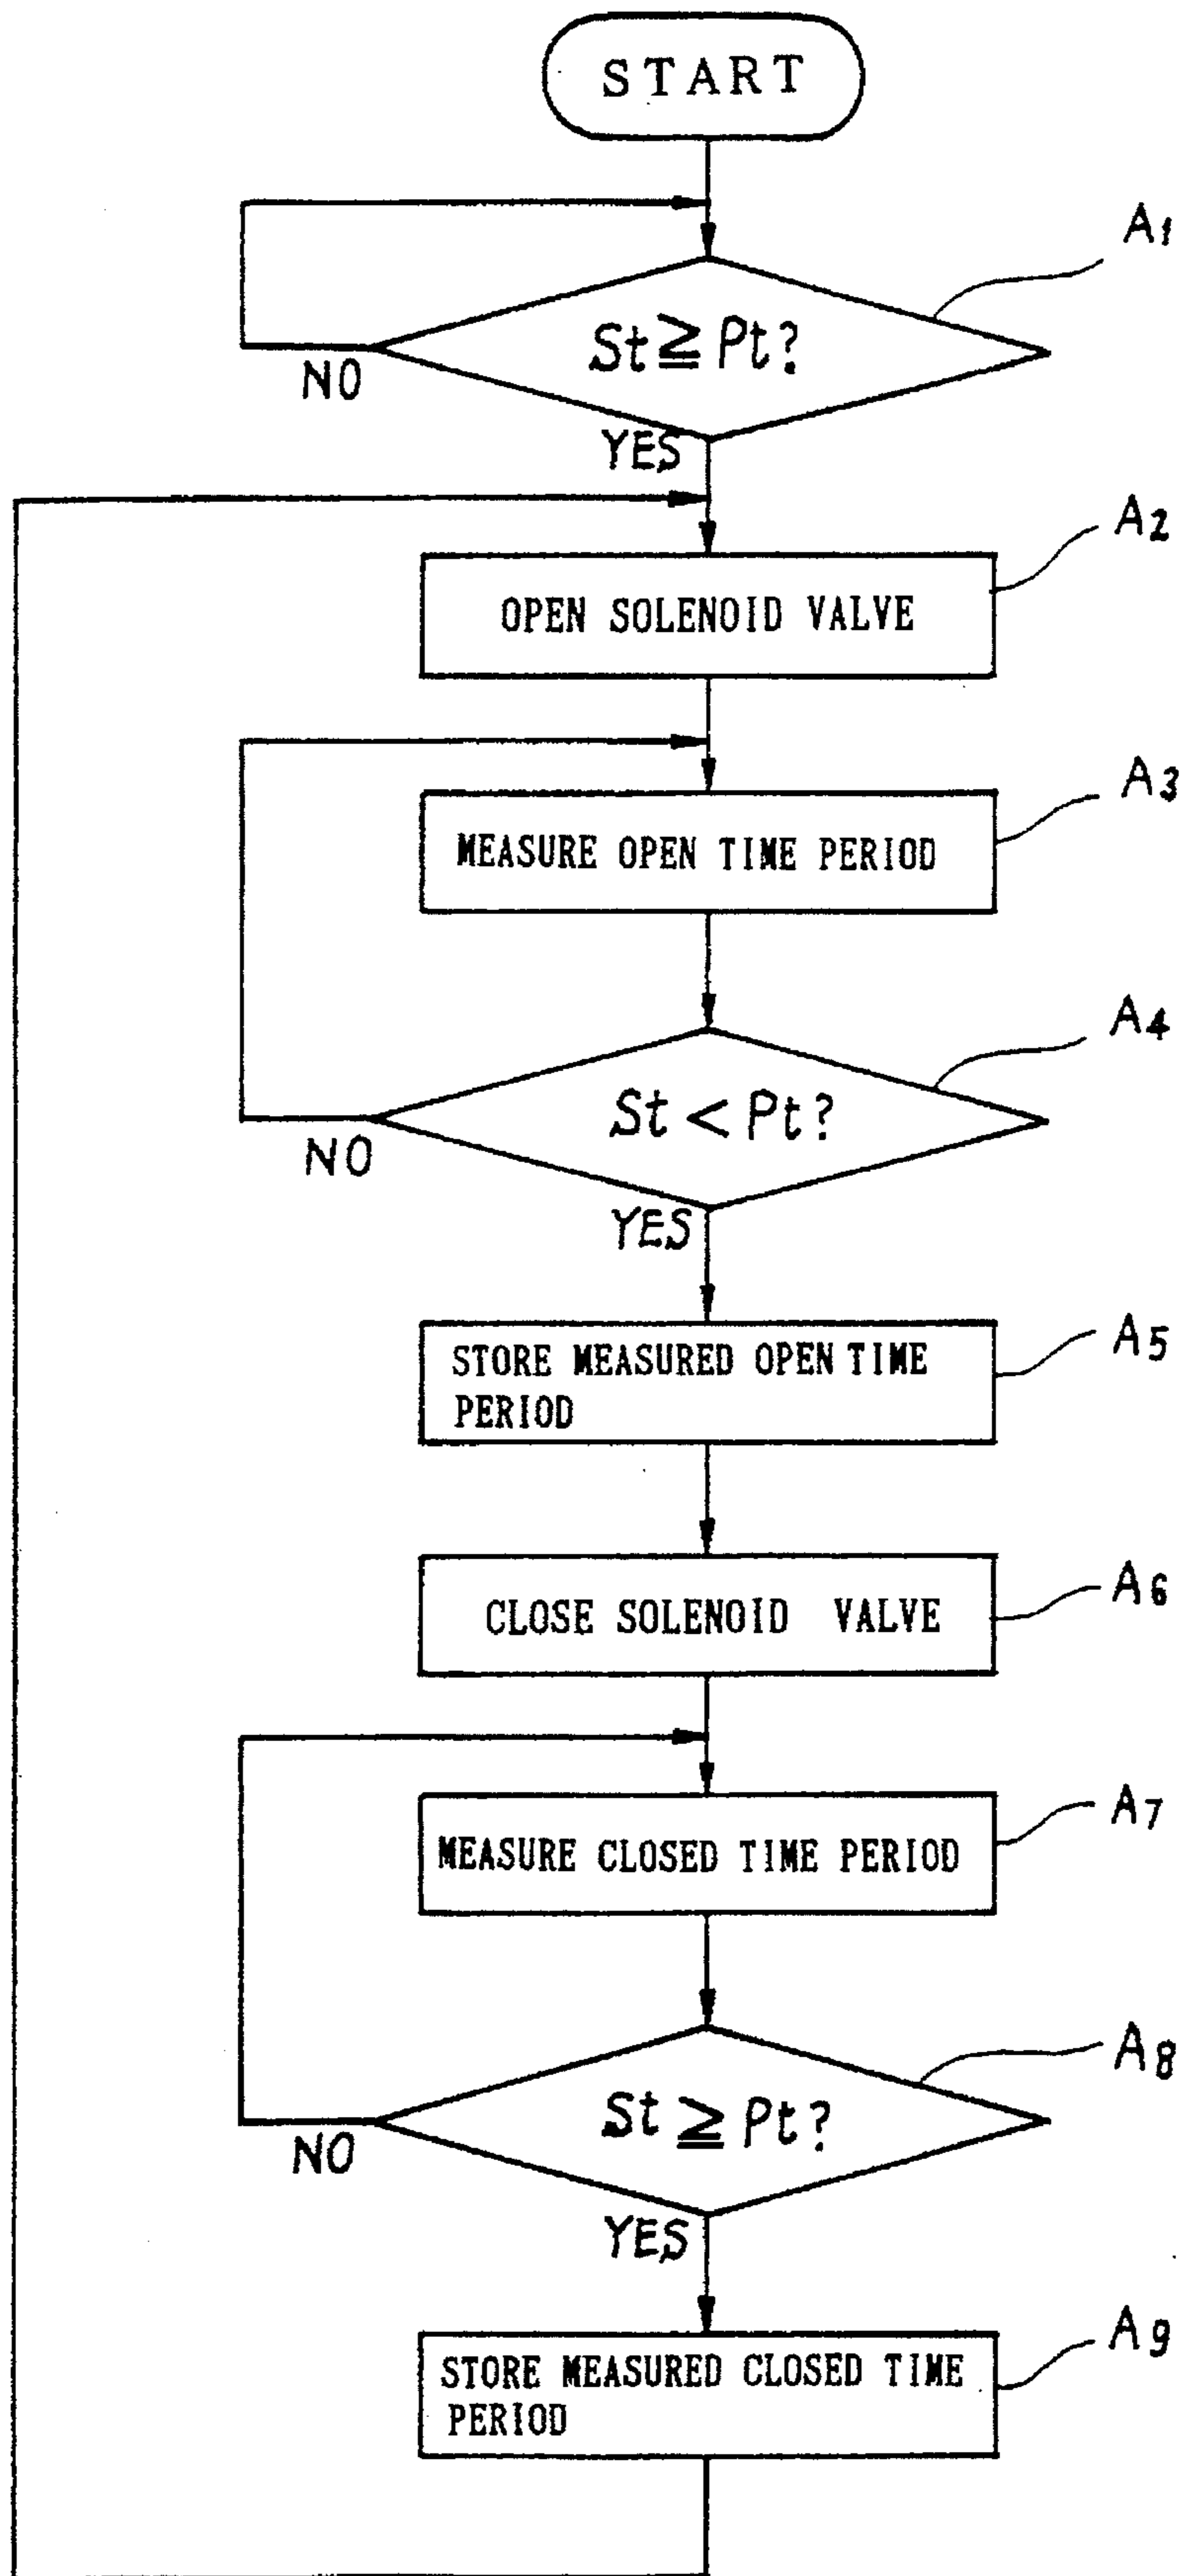 START
A1
St ≧ Pt?
NO
YES
A2
OPEN SOLENOID VALVE
A3
MEASURE OPEN TIME PERIOD
A4
St < Pt?
NO
YES
A5
STORE MEASURED OPEN TIME
PERIOD
A6
CLOSE SOLENOID VALVE
A7
MEASURE CLOSED TIME PERIOD
A8
St ≧ Pt?
NO
YES
A9
STORE MEASURED CLOSED TIME
PERIOD